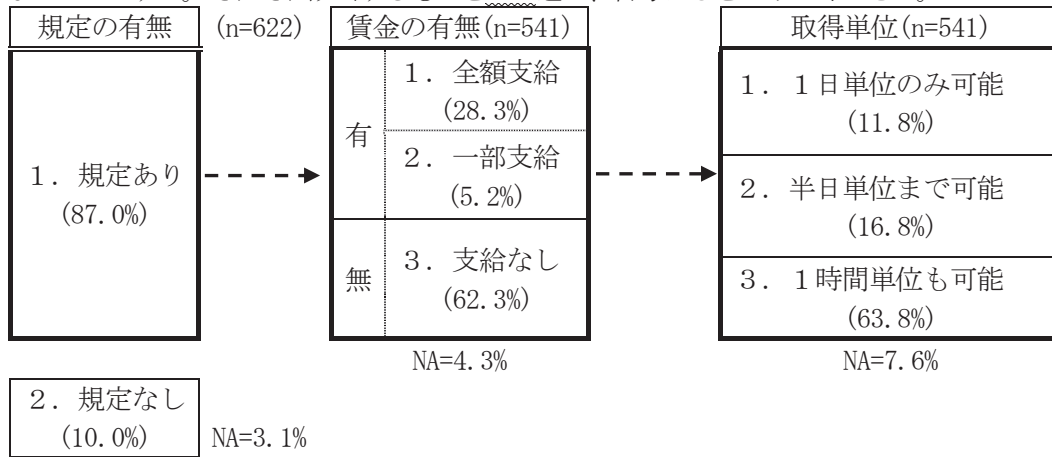 規定の有無 (n=622) 賃金の有無(n=541) 取得単位(n=541)
1. 規定あり
(87.0%)
有
1. 全額支給
(28.3%)
2. 一部支給
(5.2%)
無
3. 支給なし
(62.3%)
NA=4.3%
1. 1日単位のみ可能
(11.8%)
2. 半日単位まで可能
(16.8%)
3. 1時間単位も可能
(63.8%)
NA=7.6%
2. 規定なし
(10.0%) NA=3.1%